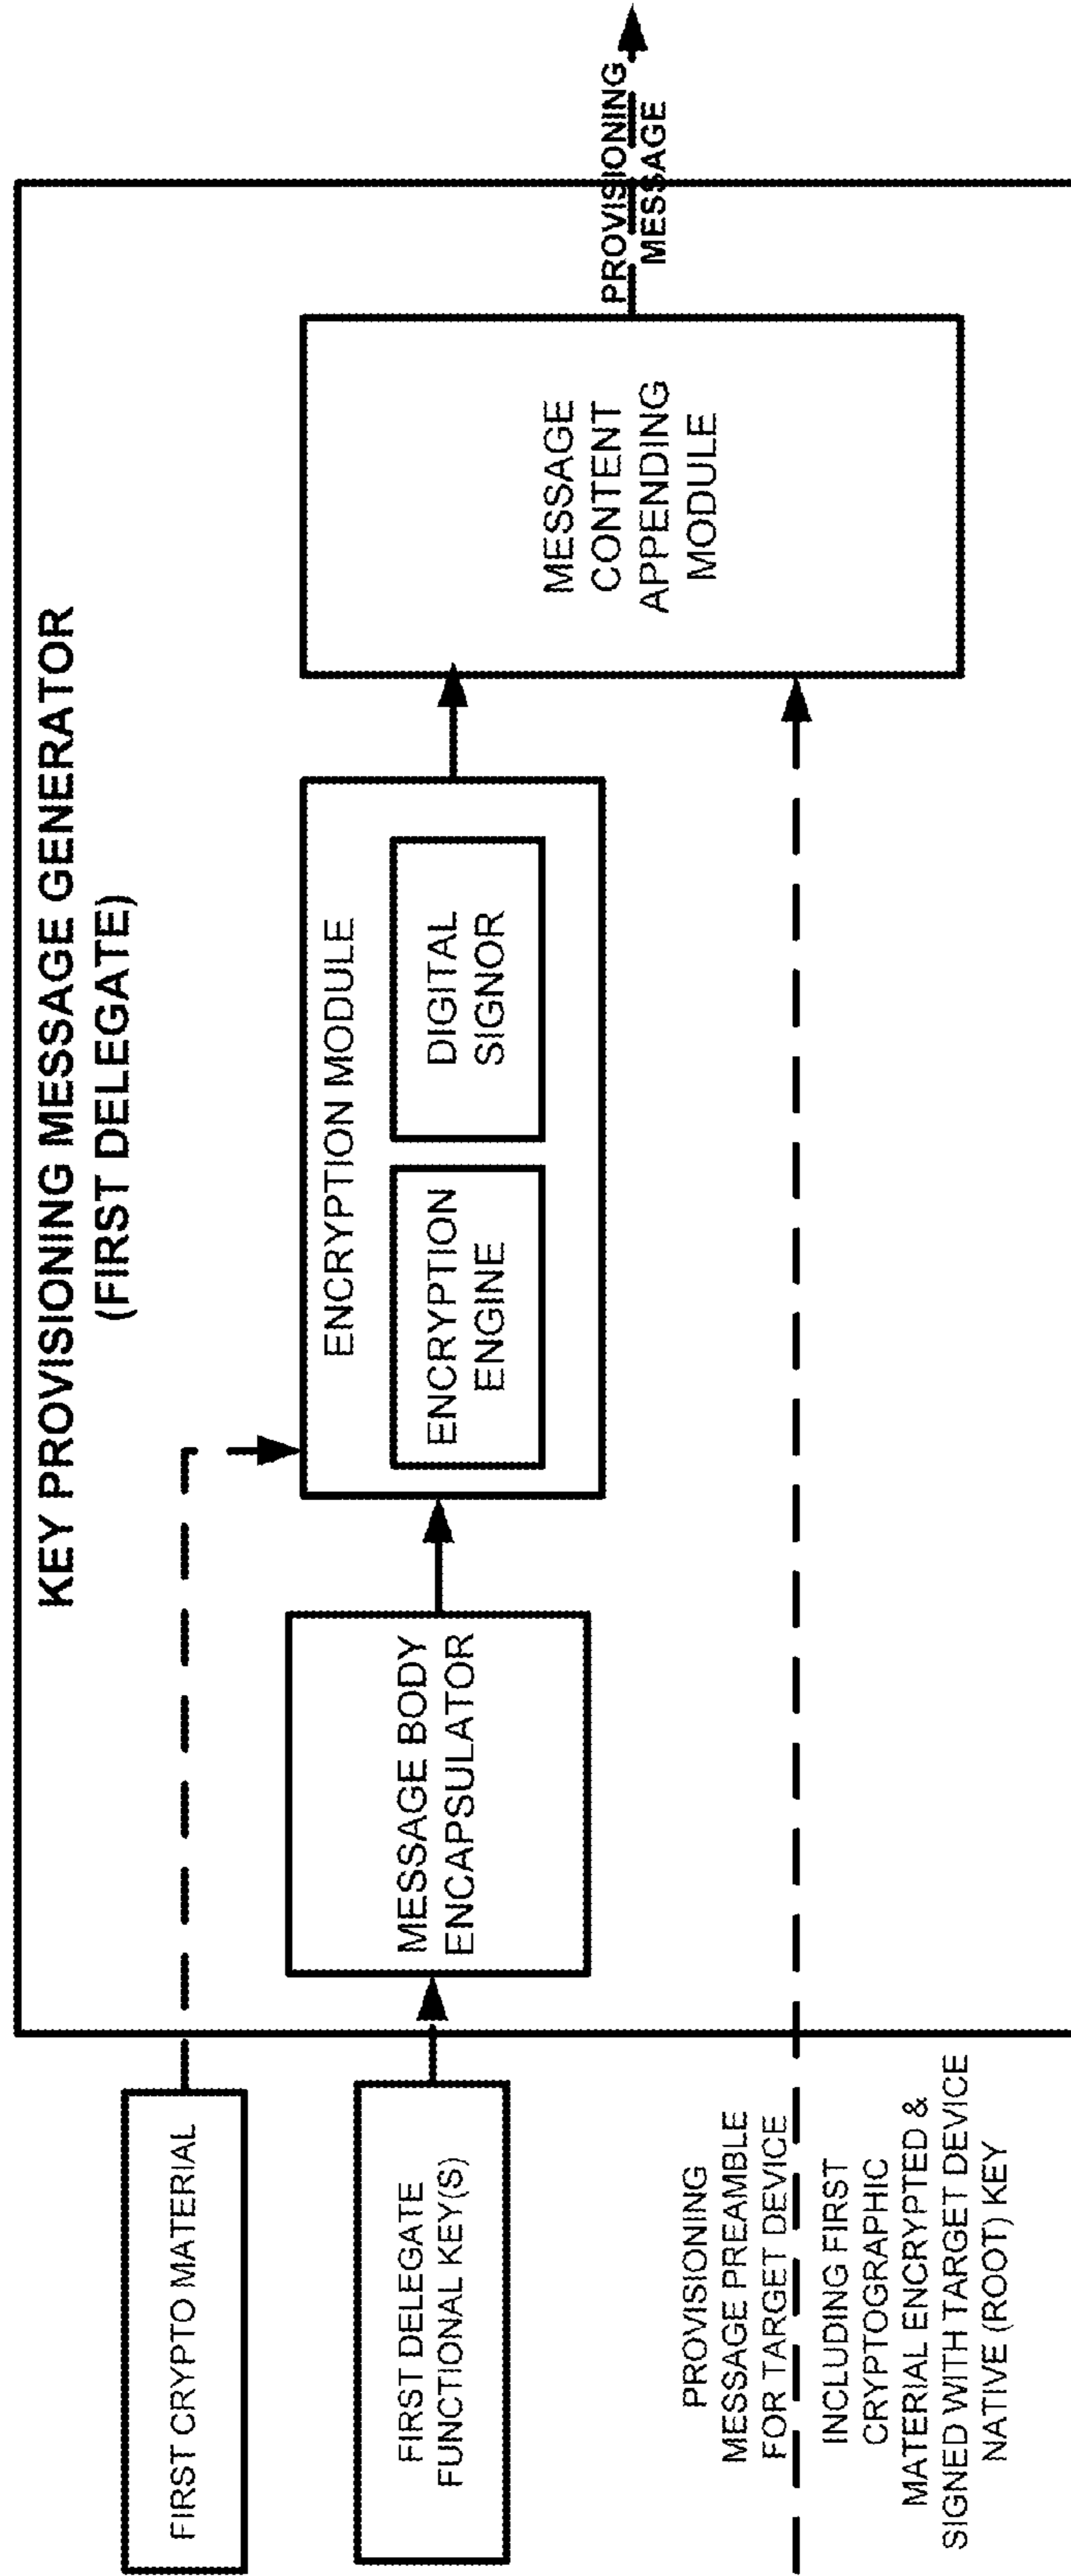 KEY PROVISIONING MESSAGE GENERATOR
(FIRST DELEGATE)
FIRST CRYPTO MATERIAL
FIRST DELEGATE
FUNCTIONAL KEY(S)
MESSAGE BODY
ENCAPSULATOR
ENCRYPTION MODULE
ENCRYPTION
ENGINE
DIGITAL
SIGNOR
MESSAGE
CONTENT
APPENDING
MODULE
PROVISIONING
MESSAGE
PROVISIONING
MESSAGE PREAMBLE
FOR TARGET DEVICE
INCLUDING FIRST
CRYPTOGRAPHIC
MATERIAL ENCRYPTED &
SIGNED WITH TARGET DEVICE
NATIVE (ROOT) KEY